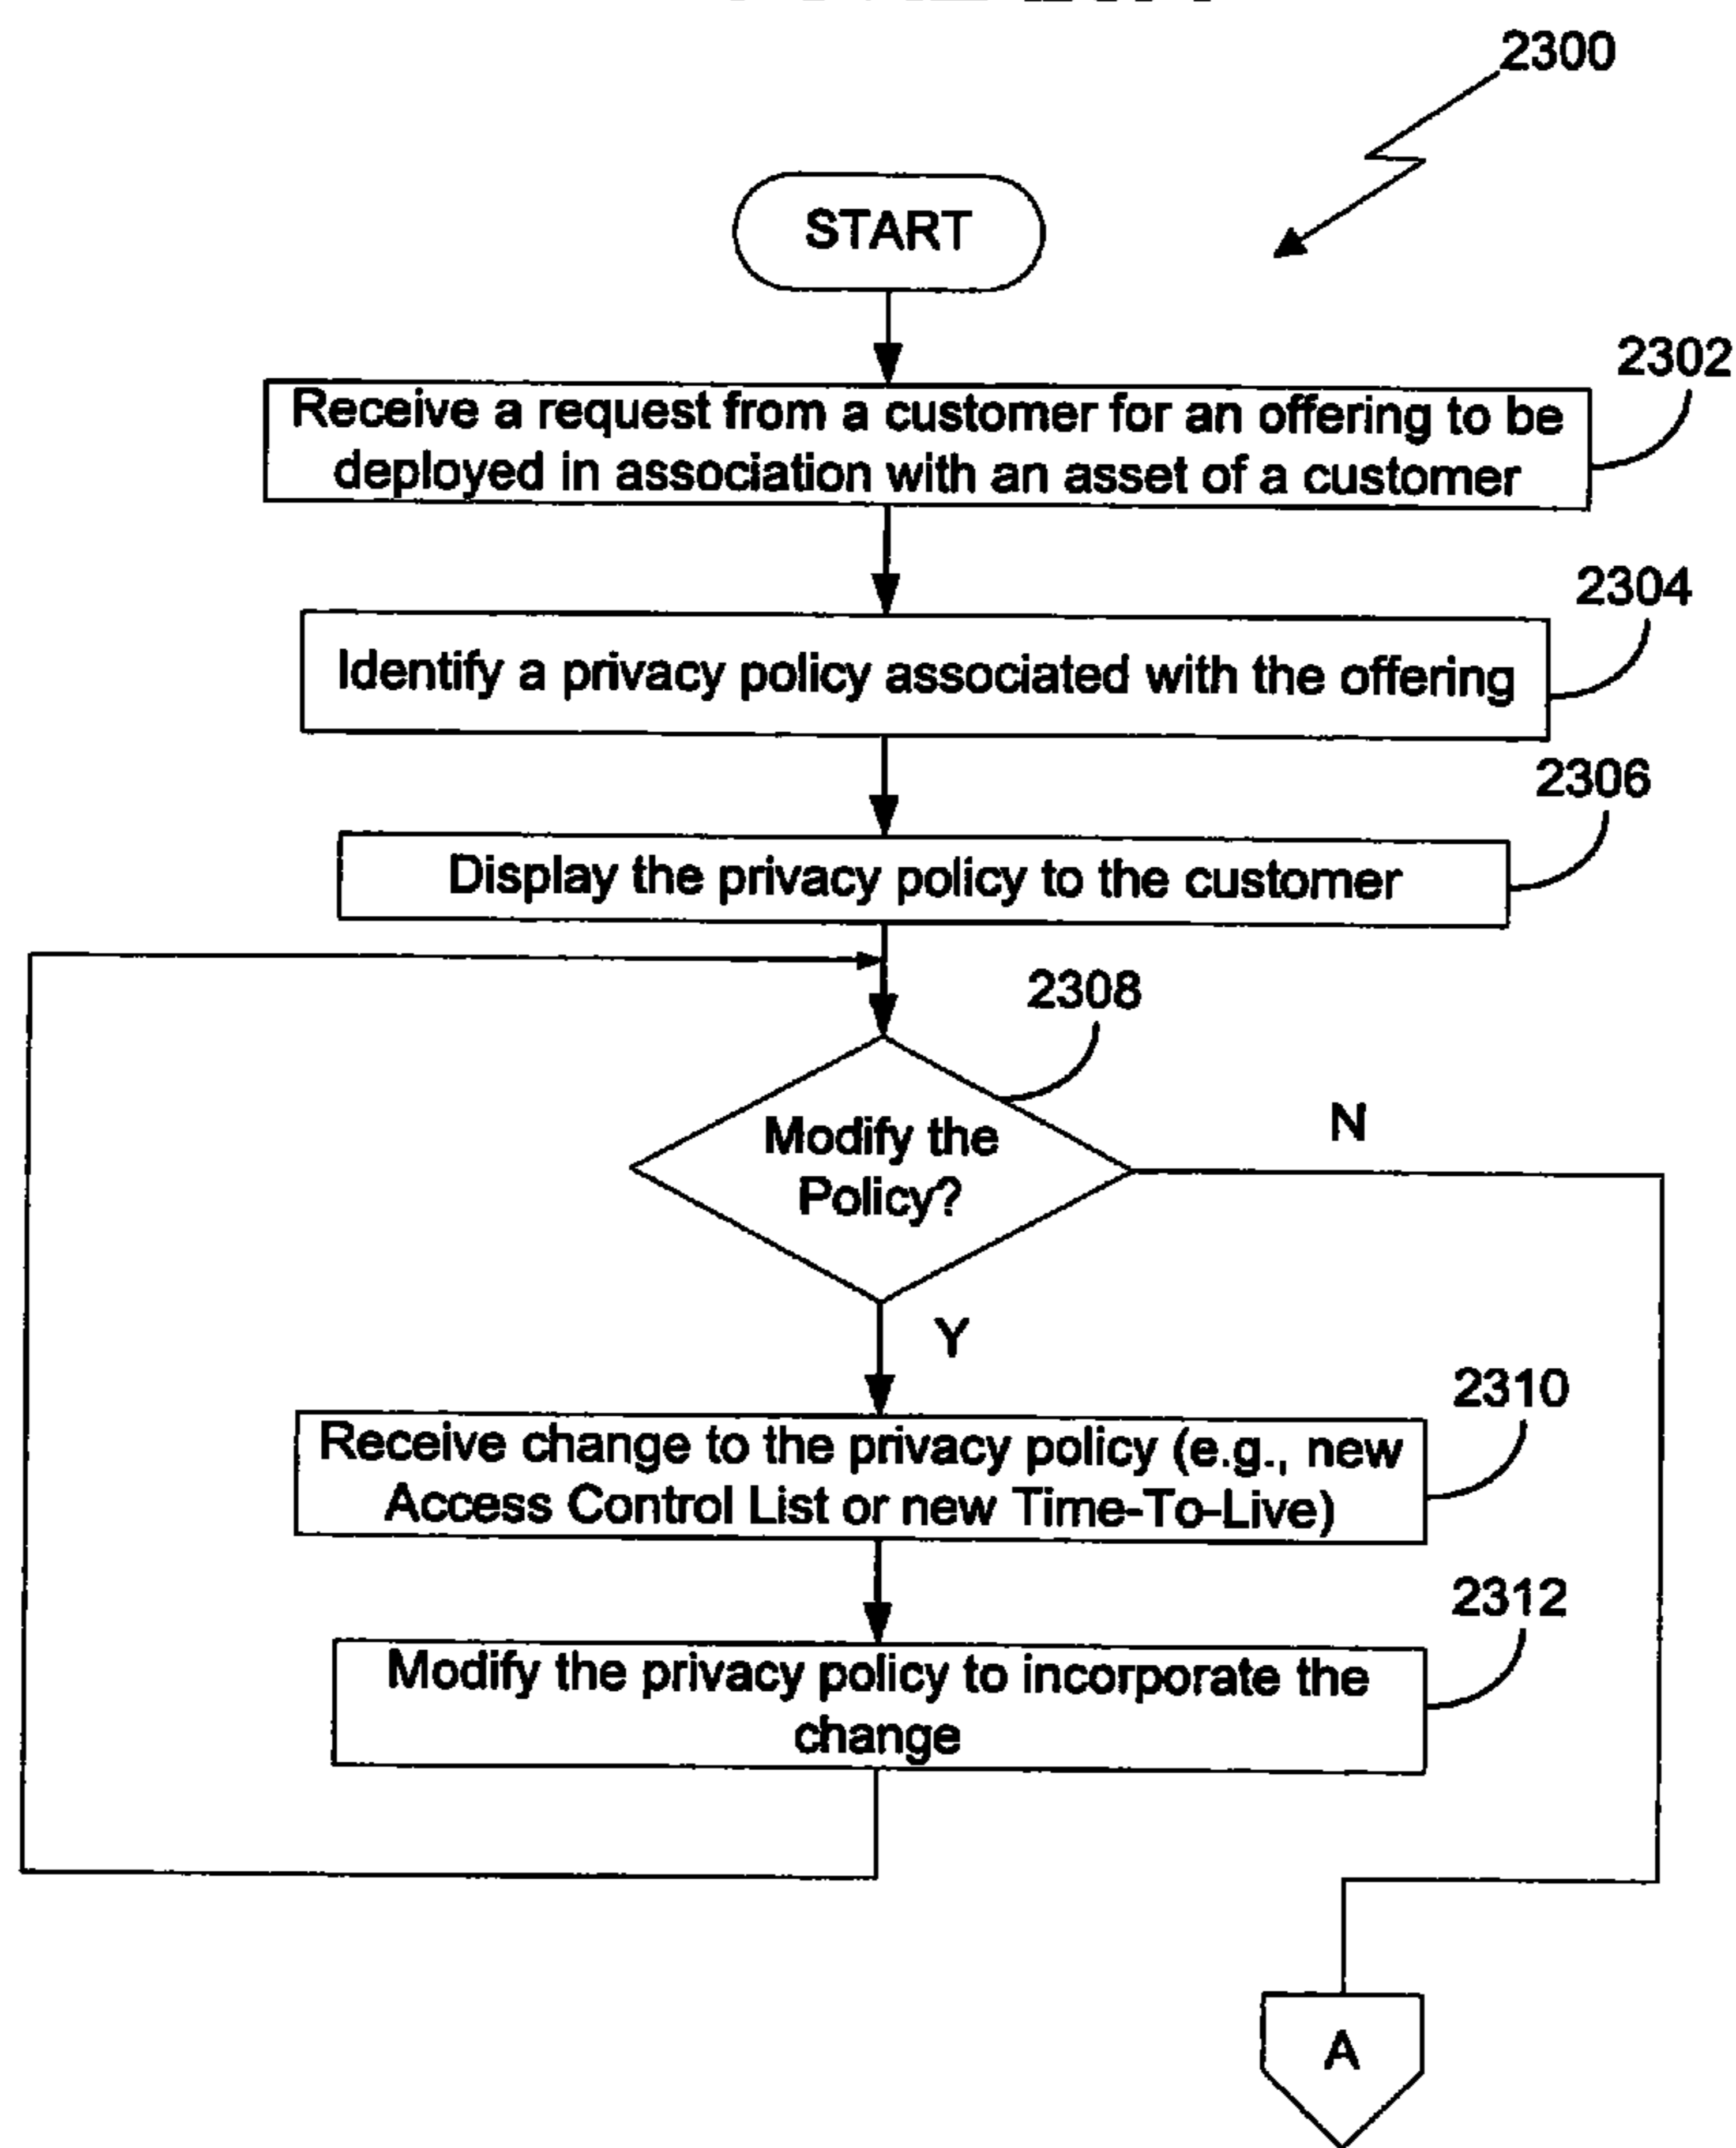 2300
START
2302
Receive a request from a customer for an offering to be
deployed in association with an asset of a customer
2304
Identify a privacy policy associated with the offering
2306
Display the privacy policy to the customer
2308
Modify the
Policy?
N
Y
2310
Receive change to the privacy policy (e.g., new
Access Control List or new Time-To-Live)
2312
Modify the privacy policy to incorporate the
change
A